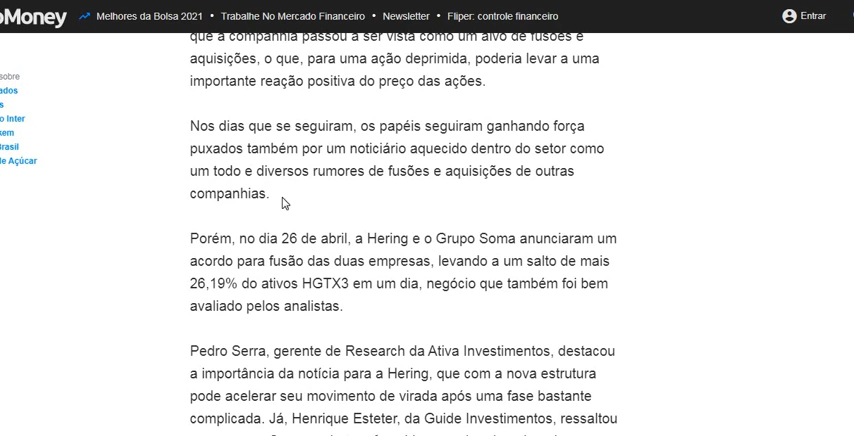 oMoney Melhores da Bolsa 2021 • Trabalhe No Mercado Financeiro • Newsletter • Fliper: controle financeiro Entrar
que a companhia passou a ser vista como um alvo de fusões e
aquisições, o que, para uma ação deprimida, poderia levar a uma
importante reação positiva do preço das ações.
sobre
ados
s
o Inter
kem
Brasil
de Açúcar
Nos dias que se seguiram, os papéis seguiram ganhando força
puxados também por um noticiário aquecido dentro do setor como
um todo e diversos rumores de fusões e aquisições de outras
companhias.
Porém, no dia 26 de abril, a Hering e o Grupo Soma anunciaram um
acordo para fusão das duas empresas, levando a um salto de mais
26,19% do ativos HGTX3 em um dia, negócio que também foi bem
avaliado pelos analistas.
Pedro Serra, gerente de Research da Ativa Investimentos, destacou
a importância da notícia para a Hering, que com a nova estrutura
pode acelerar seu movimento de virada após uma fase bastante
complicada. Já, Henrique Esteter, da Guide Investimentos, ressaltou